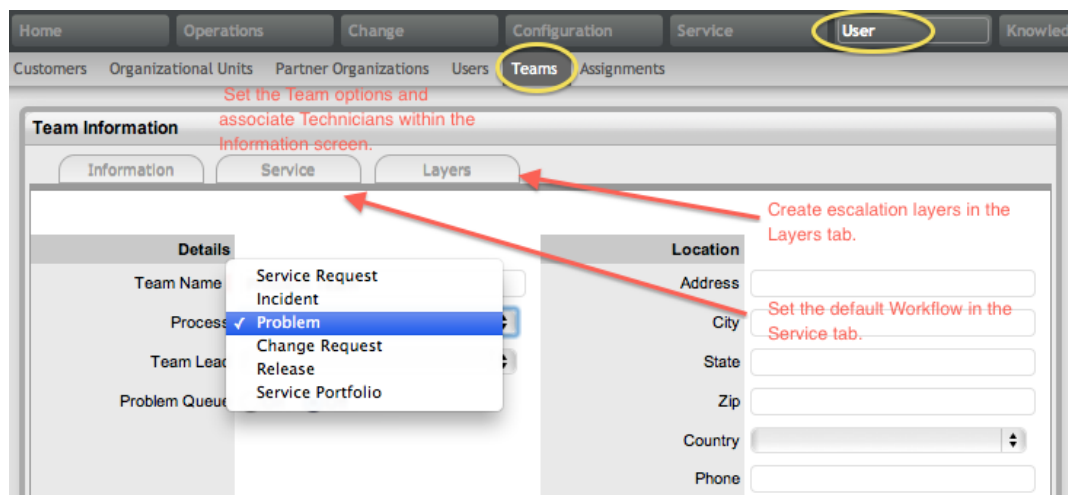 Home Operations Change Configuration Service User Knowled
Customers Organizational Units Partner Organizations Users Teams Assignments
Set the Team options and
associate Technicians within the
Information screen.
Team Information
Information Service Layers
Create escalation layers in the
Layers tab.
Details Location
Team Name Address
Service Request
Incident
Process ✓ Problem City
Set the default Workflow in the
Service tab.
Change Request
Team Lead State
Release
Service Portfolio
Problem Queue Zip
Country
Phone